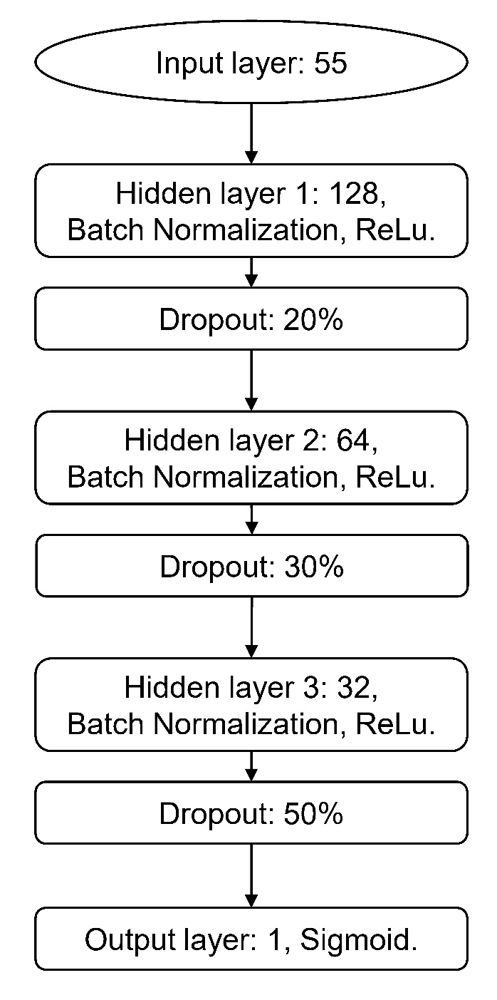 Input layer: 55
Hidden layer 1: 128,
Batch Normalization, ReLu.
Dropout: 20%
Hidden layer 2: 64,
Batch Normalization, ReLu.
Dropout: 30%
Hidden layer 3: 32,
Batch Normalization, ReLu.
Dropout: 50%
Output layer: 1, Sigmoid.